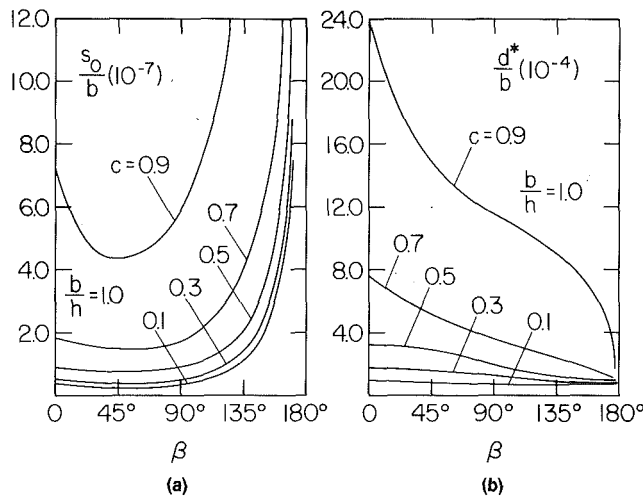 12.0
10.0
8.0
6.0
4.0
2.0
s₀/b (10⁻⁷)
c = 0.9
0.7
0.5
0.3
0.1
b/h = 1.0
0 45° 90° 135° 180°
β
(a)
24.0
20.0
16.0
12.0
8.0
4.0
d*/b (10⁻⁴)
c = 0.9
b/h = 1.0
0.7
0.5
0.3
0.1
0 45° 90° 135° 180°
β
(b)